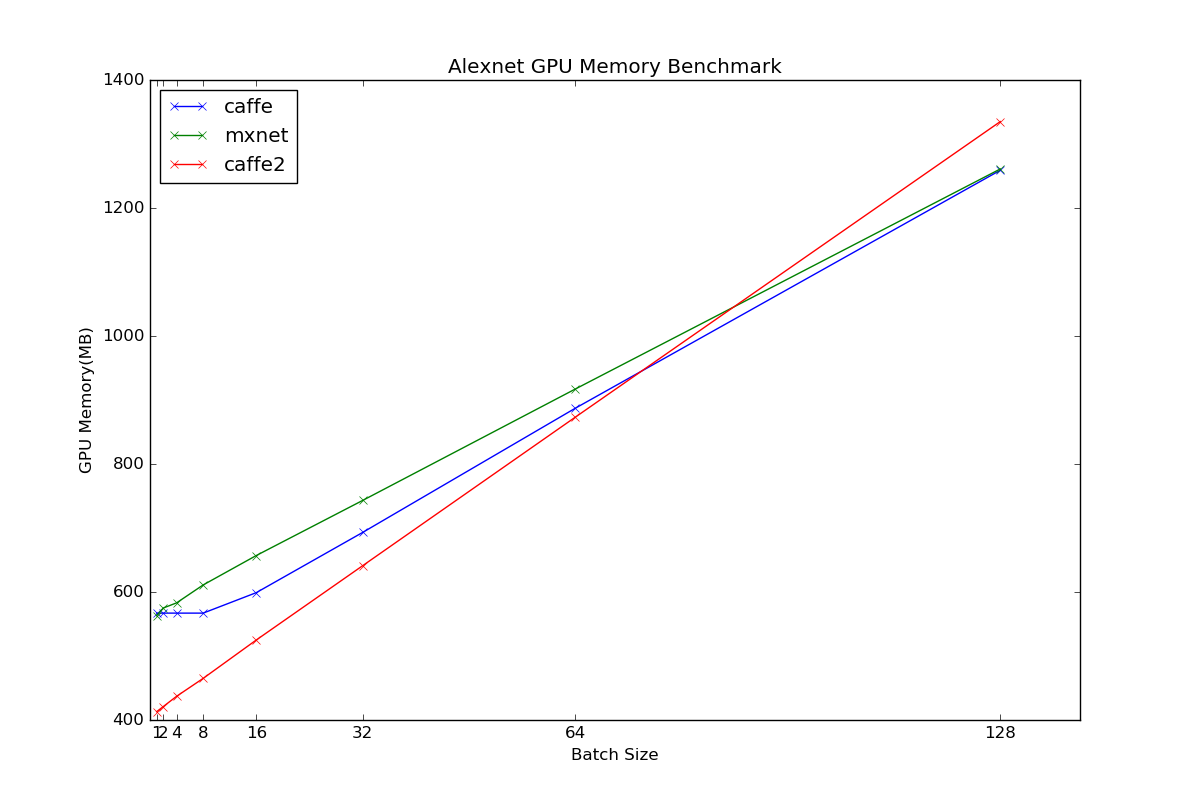 Alexnet GPU Memory Benchmark
1400
1200
1000
800
600
400
GPU Memory(MB)
caffe
mxnet
caffe2
1 2 4 8 16 32 64 128
Batch Size